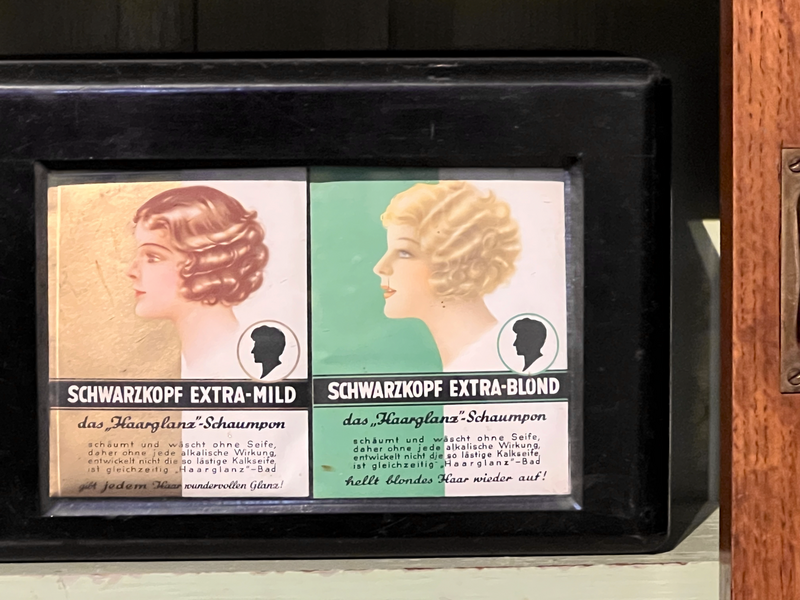 SCHWARZKOPF EXTRA-MILD
das „Haarglanz"-Schaumpon
schäumt und wäscht ohne Seife,
daher ohne jede alkalische Wirkung,
entwickelt nicht die so lästige Kalkseife,
ist gleichzeitig „Haarglanz"-Bad
gibt jedem Haar wundervollen Glanz!
SCHWARZKOPF EXTRA-BLOND
das „Haarglanz"-Schaumpon
schäumt und wäscht ohne Seife,
daher ohne jede alkalische Wirkung,
entwickelt nicht die so lästige Kalkseife,
ist gleichzeitig „Haarglanz"-Bad
hellt blondes Haar wieder auf!